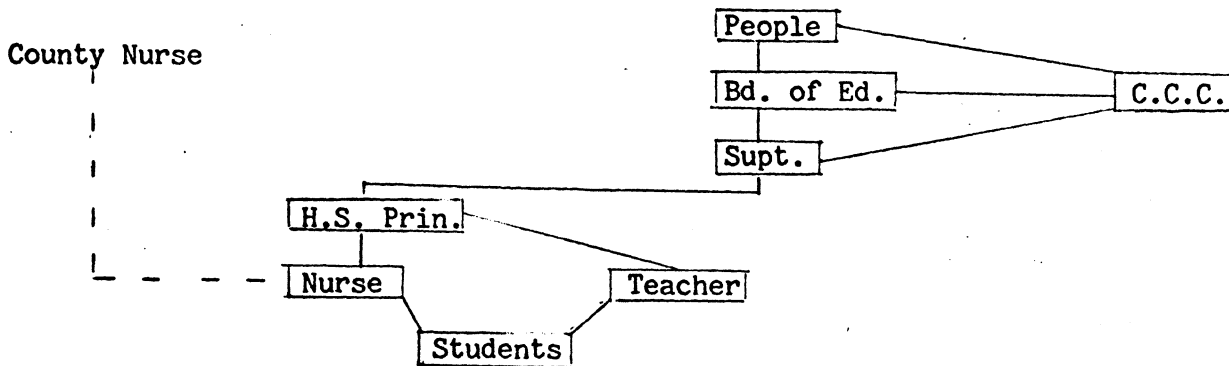 People
County Nurse
Bd. of Ed.
C.C.C.
Supt.
H.S. Prin.
Nurse
Teacher
Students